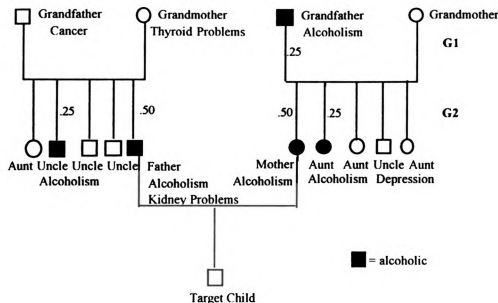 Grandfather
Cancer
Grandmother
Thyroid Problems
Grandfather
Alcoholism
Grandmother
G1
.25
.25
.50
.50
.25
G2
Aunt Uncle Uncle Uncle Father
Alcoholism
Alcoholism
Kidney Problems
Mother Aunt Aunt Uncle Aunt
Alcoholism Alcoholism Depression
= alcoholic
Target Child